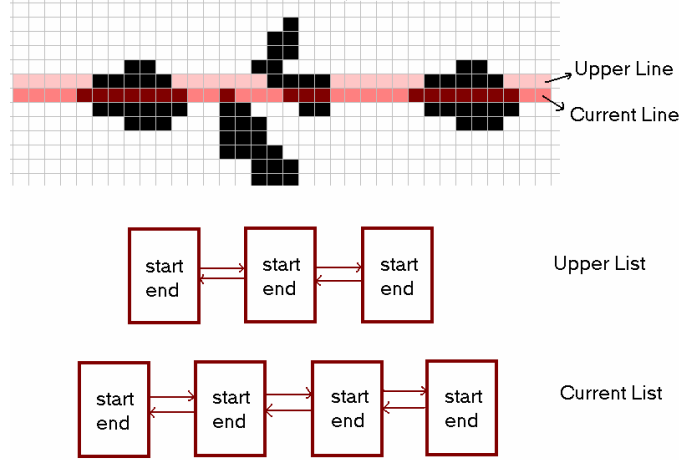 Upper Line
Current Line
start start start
end end end
Upper List
start start start start
end end end end
Current List